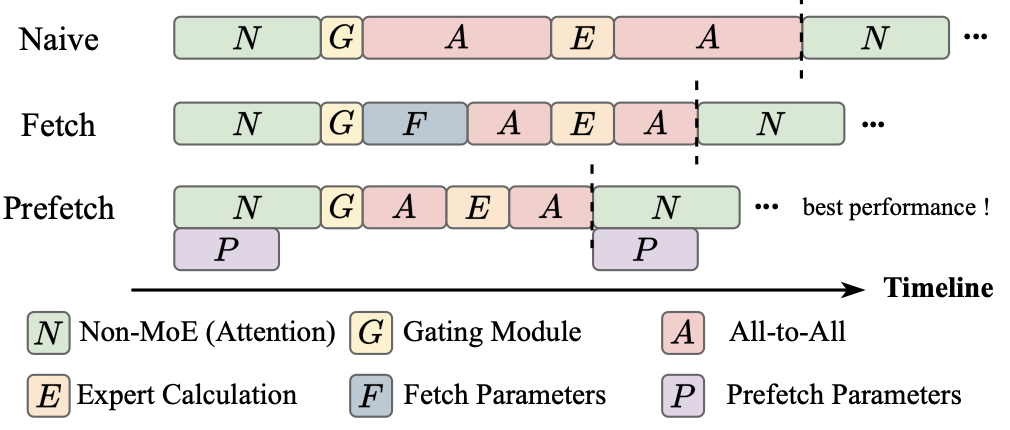 Naive N G A E A N ...
Fetch N G F A E A N ...
Prefetch N G A E A N ... best performance !
P P
Timeline
N Non-MoE (Attention) G Gating Module A All-to-All
E Expert Calculation F Fetch Parameters P Prefetch Parameters